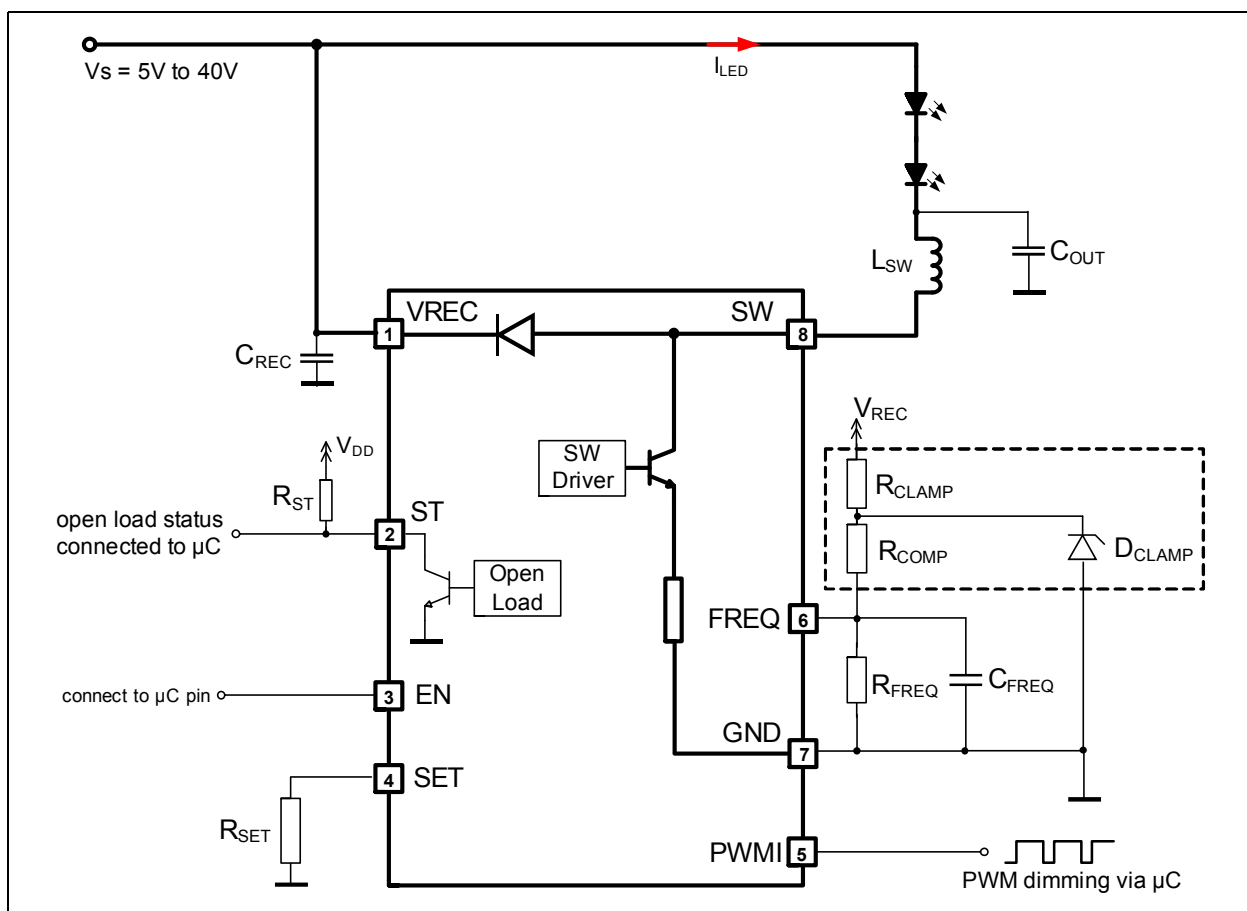 Vs = 5V to 40V
ILED
LSW
COUT
VREC
SW
1
8
CREC
VREC
VDD
SW
Driver
RCLAMP
RST
ST
open load status
connected to µC
2
RCOMP
DCLAMP
Open
Load
FREQ
6
connect to µC pin
3
EN
RFREQ
CFREQ
GND
7
4
SET
RSET
PWMI
5
PWM dimming via µC